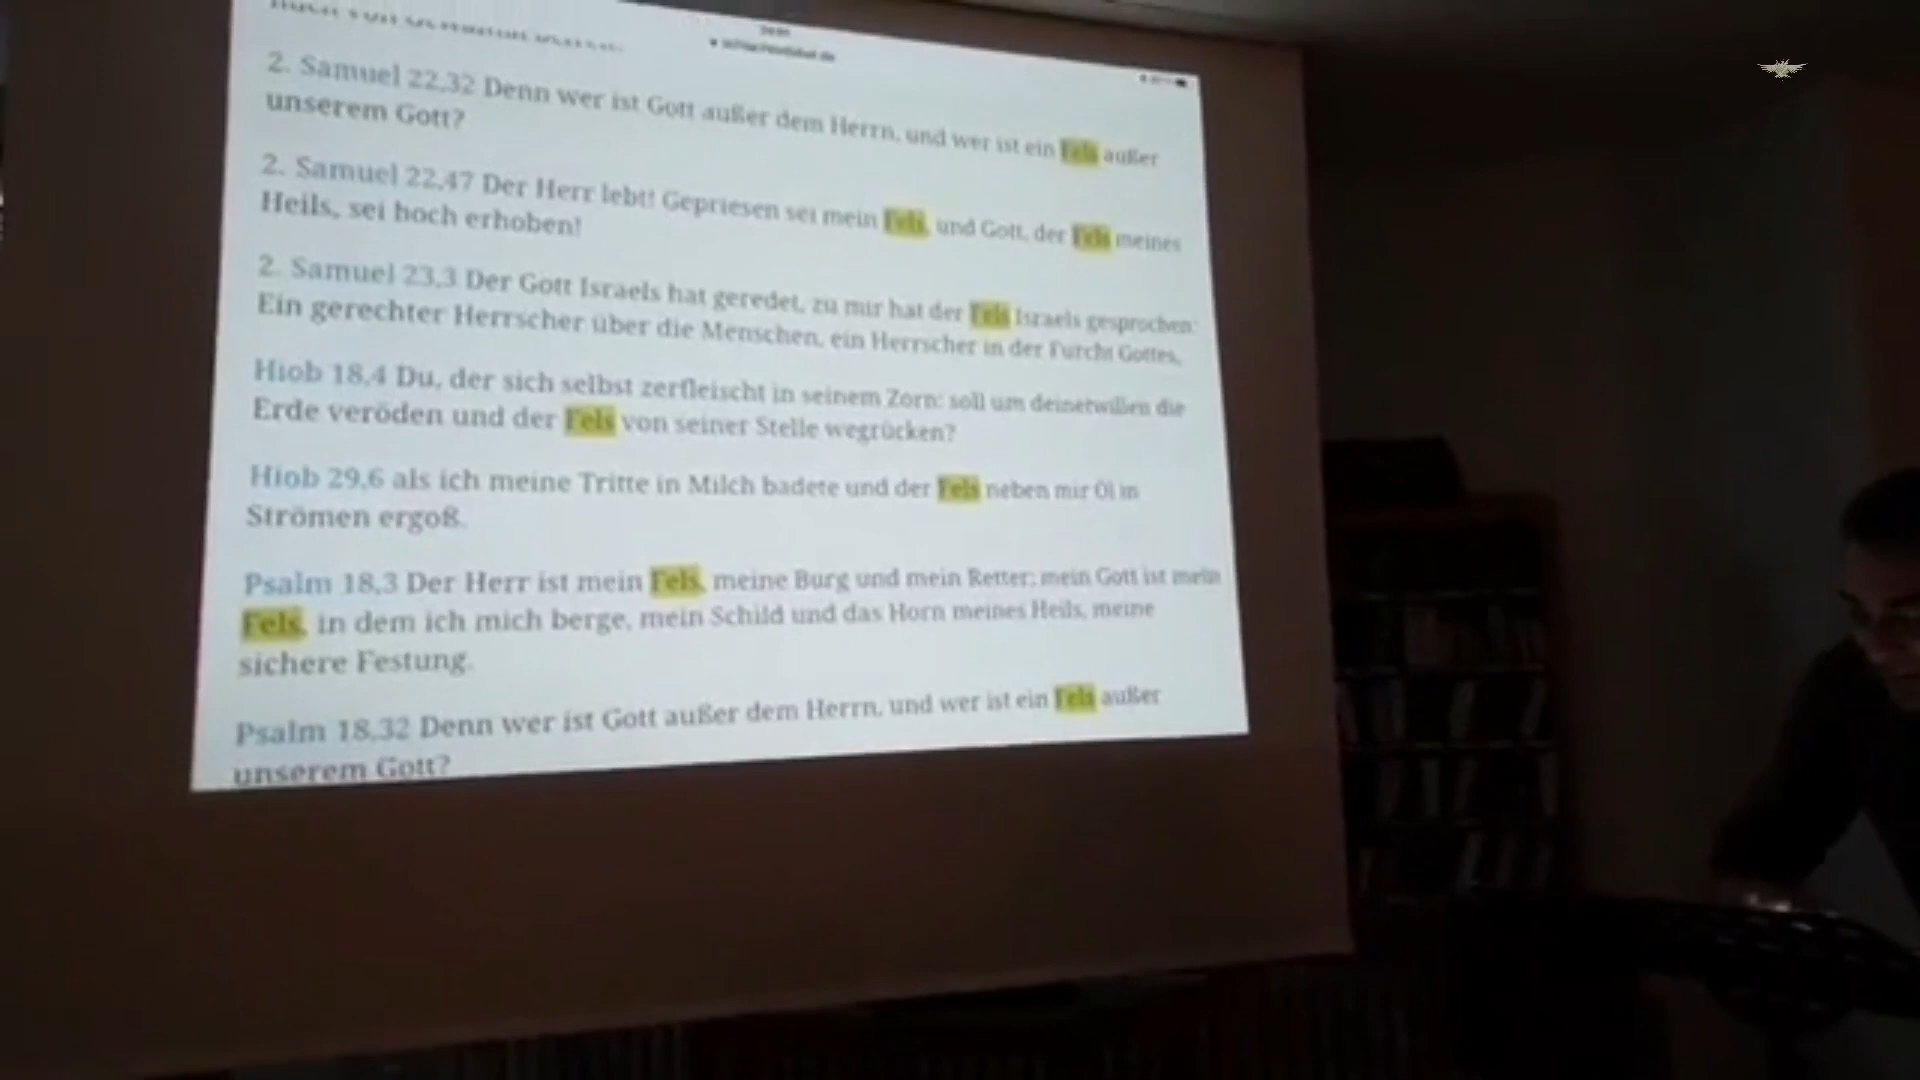 2. Samuel 22,32 Denn wer ist Gott außer dem Herrn, und wer ist ein Fels außer
unserem Gott?
2. Samuel 22,47 Der Herr lebt! Gepriesen sei mein Fels, und Gott, der Fels meines
Heils, sei hoch erhoben!
2. Samuel 23,3 Der Gott Israels hat geredet, zu mir hat der Fels Israels gesprochen:
Ein gerechter Herrscher über die Menschen, ein Herrscher in der Furcht Gottes,
Hiob 18,4 Du, der sich selbst zerfleischt in seinem Zorn: soll um deinetwillen die
Erde veröden und der Fels von seiner Stelle wegrücken?
Hiob 29,6 als ich meine Tritte in Milch badete und der Fels neben mir Öl in
Strömen ergoß.
Psalm 18,3 Der Herr ist mein Fels, meine Burg und mein Retter; mein Gott ist mein
Fels, in dem ich mich berge, mein Schild und das Horn meines Heils, meine
sichere Festung.
Psalm 18,32 Denn wer ist Gott außer dem Herrn, und wer ist ein Fels außer
unserem Gott?